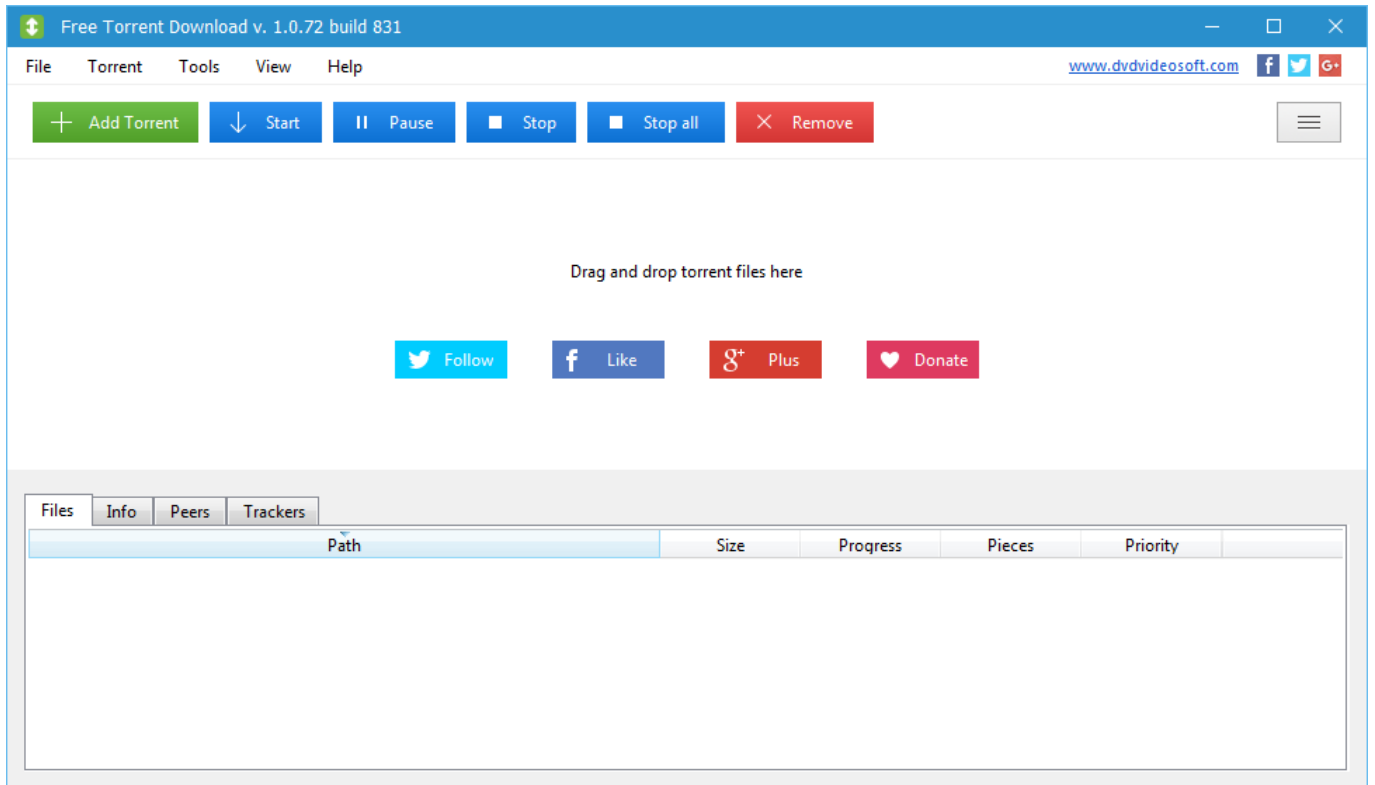 Free Torrent Download v. 1.0.72 build 831
File Torrent Tools View Help www.dvdvideosoft.com f G+
Add Torrent Start Pause Stop Stop all Remove
Drag and drop torrent files here
Follow f Like g+ Plus Donate
Files Info Peers Trackers
Path Size Progress Pieces Priority